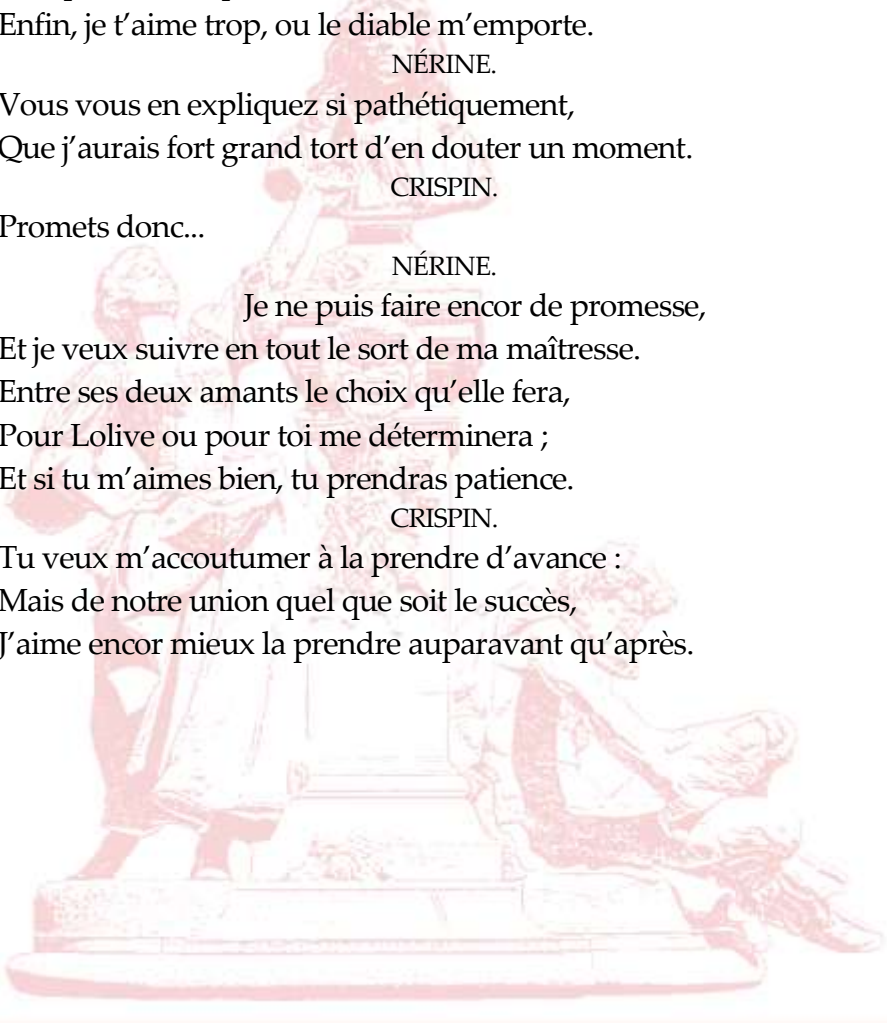 Enfin, je t’aime trop, ou le diable m’emporte.
NÉRINE.
Vous vous en expliquez si pathétiquement,
Que j’aurais fort grand tort d’en douter un moment.
CRISPIN.
Promets donc...
NÉRINE.
Je ne puis faire encor de promesse,
Et je veux suivre en tout le sort de ma maîtresse.
Entre ses deux amants le choix qu’elle fera,
Pour Lolive ou pour toi me déterminera ;
Et si tu m’aimes bien, tu prendras patience.
CRISPIN.
Tu veux m’accoutumer à la prendre d’avance :
Mais de notre union quel que soit le succès,
J’aime encor mieux la prendre auparavant qu’après.